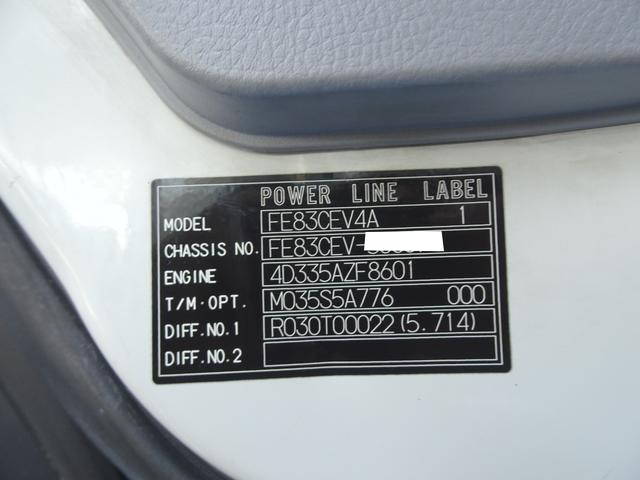 POWER LINE LABEL
MODEL FE83CEV4A 1
CHASSIS NO. FE83CEV-
ENGINE 4D335AZF8601
T/M·OPT. M035S5A776 000
DIFF.NO.1 R030T00022(5.714)
DIFF.NO.2